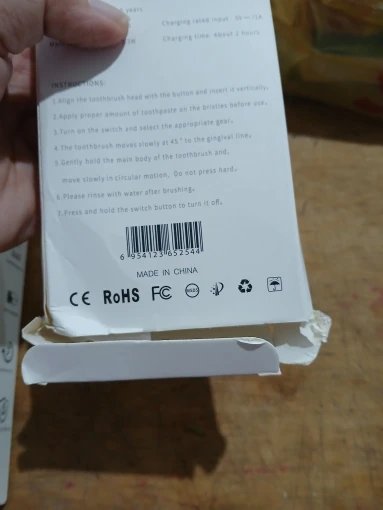 years
Charging rated input 5V⎓1A
Charging time About 2 hours
INSTRUCTIONS:
1.Align the toothbrush head with the button and insert it vertically.
2.Apply proper amount of toothpaste on the bristles before use.
3.Turn on the switch and select the appropriate gear.
4.The toothbrush moves slowly at 45° to the gingival line.
5.Gently hold the main body of the toothbrush and
move slowly in circular motion. Do not press hard.
6.Please rinse with water after brushing.
7.Press and hold the switch button to turn it off.
6 954123 652544
MADE IN CHINA
CE RoHS FC